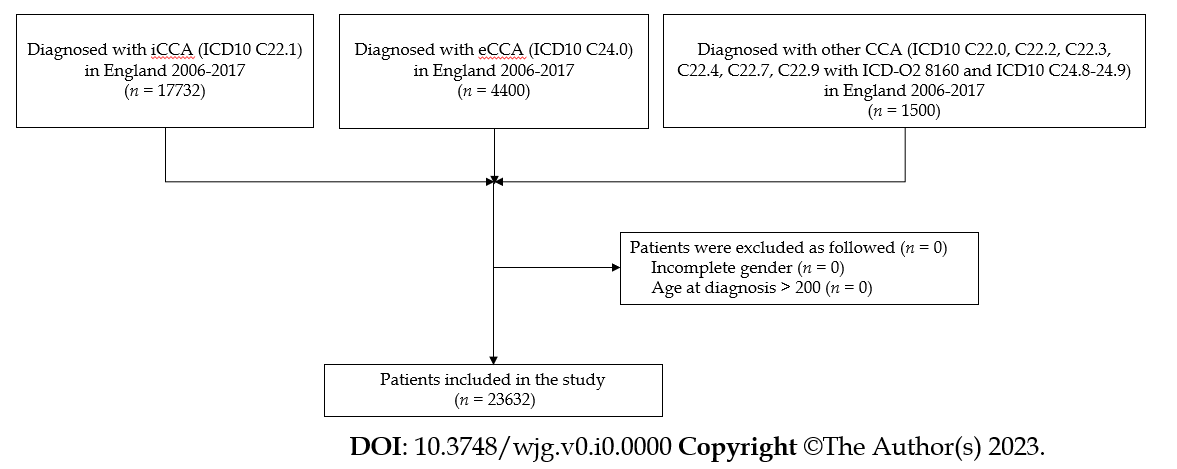 Diagnosed with iCCA (ICD10 C22.1)
in England 2006-2017
(n = 17732)
Diagnosed with eCCA (ICD10 C24.0)
in England 2006-2017
(n = 4400)
Diagnosed with other CCA (ICD10 C22.0, C22.2, C22.3,
C22.4, C22.7, C22.9 with ICD-O2 8160 and ICD10 C24.8-24.9)
in England 2006-2017
(n = 1500)
Patients were excluded as followed (n = 0)
Incomplete gender (n = 0)
Age at diagnosis > 200 (n = 0)
Patients included in the study
(n = 23632)
DOI: 10.3748/wjg.v0.i0.0000 Copyright ©The Author(s) 2023.